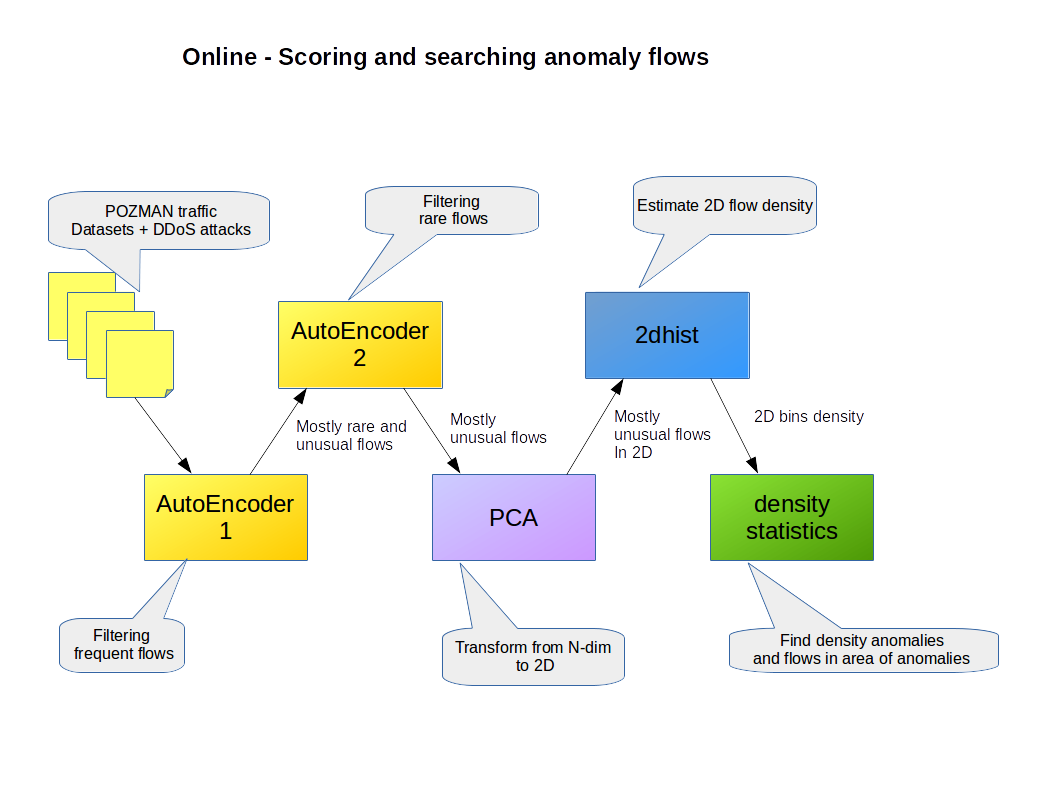 Online - Scoring and searching anomaly flows
POZMAN traffic
Datasets + DDoS attacks
Filtering
rare flows
Estimate 2D flow density
AutoEncoder
2
2dhist
Mostly rare and
unusual flows
Mostly
unusual flows
Mostly
unusual flows
In 2D
2D bins density
AutoEncoder
1
PCA
density
statistics
Filtering
frequent flows
Transform from N-dim
to 2D
Find density anomalies
and flows in area of anomalies